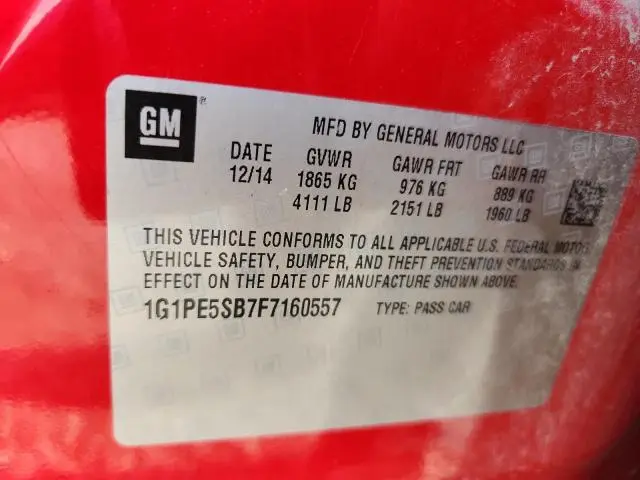 GM ®
MFD BY GENERAL MOTORS LLC
DATE GVWR GAWR FRT GAWR RR
12/14 1865 KG 976 KG 889 KG
4111 LB 2151 LB 1960 LB
THIS VEHICLE CONFORMS TO ALL APPLICABLE U.S. FEDERAL MOTOR
VEHICLE SAFETY, BUMPER, AND THEFT PREVENTION STANDARDS IN
EFFECT ON THE DATE OF MANUFACTURE SHOWN ABOVE.
1G1PE5SB7F7160557 TYPE: PASS CAR